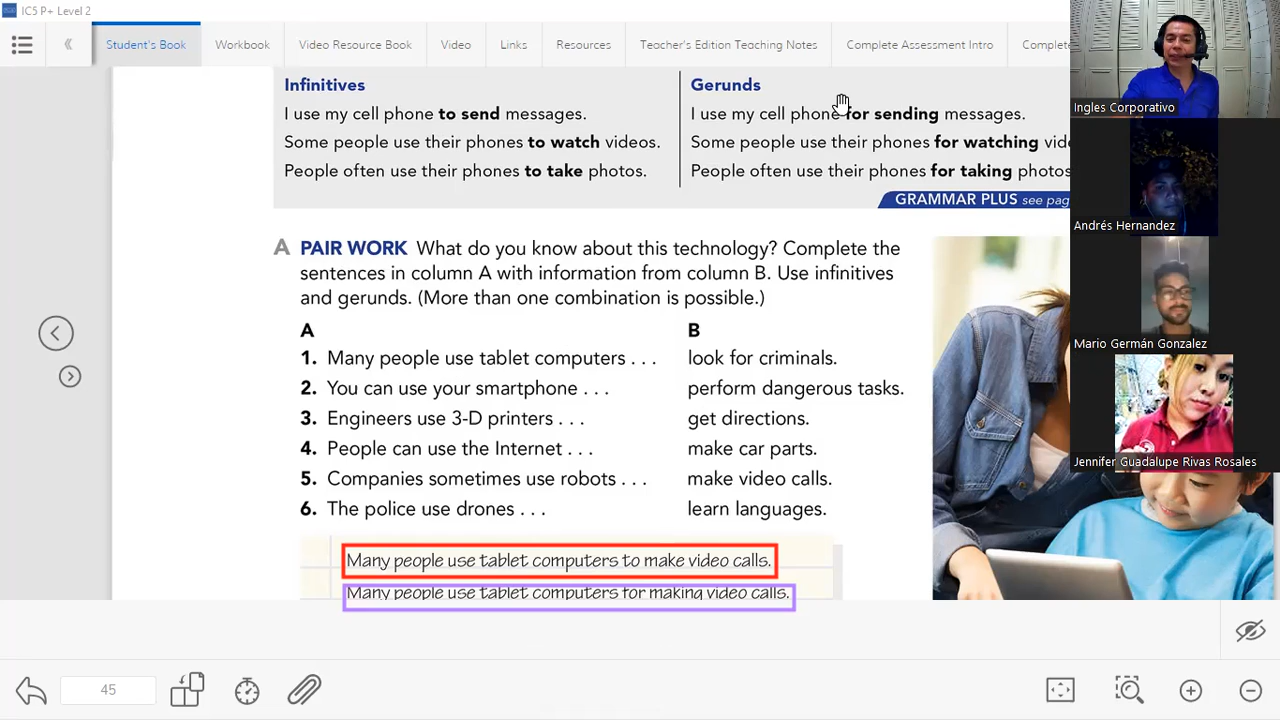 IC5 P+ Level 2
Student's Book
Workbook
Video Resource Book
Video
Links
Resources
Teacher's Edition Teaching Notes
Complete Assessment Intro
Complete
Infinitives
I use my cell phone to send messages.
Some people use their phones to watch videos.
People often use their phones to take photos.
Gerunds
I use my cell phone for sending messages.
Some people use their phones for watching vide
People often use their phones for taking photos
GRAMMAR PLUS see pag
A PAIR WORK What do you know about this technology? Complete the
sentences in column A with information from column B. Use infinitives
and gerunds. (More than one combination is possible.)
A
1. Many people use tablet computers . . .
2. You can use your smartphone . . .
3. Engineers use 3-D printers . . .
4. People can use the Internet . . .
5. Companies sometimes use robots . . .
6. The police use drones . . .
B
look for criminals.
perform dangerous tasks.
get directions.
make car parts.
make video calls.
learn languages.
Many people use tablet computers to make video calls.
Many people use tablet computers for making video calls.
45
Ingles Corporativo
Andrés Hernandez
Mario Germán Gonzalez
Jennifer Guadalupe Rivas Rosales